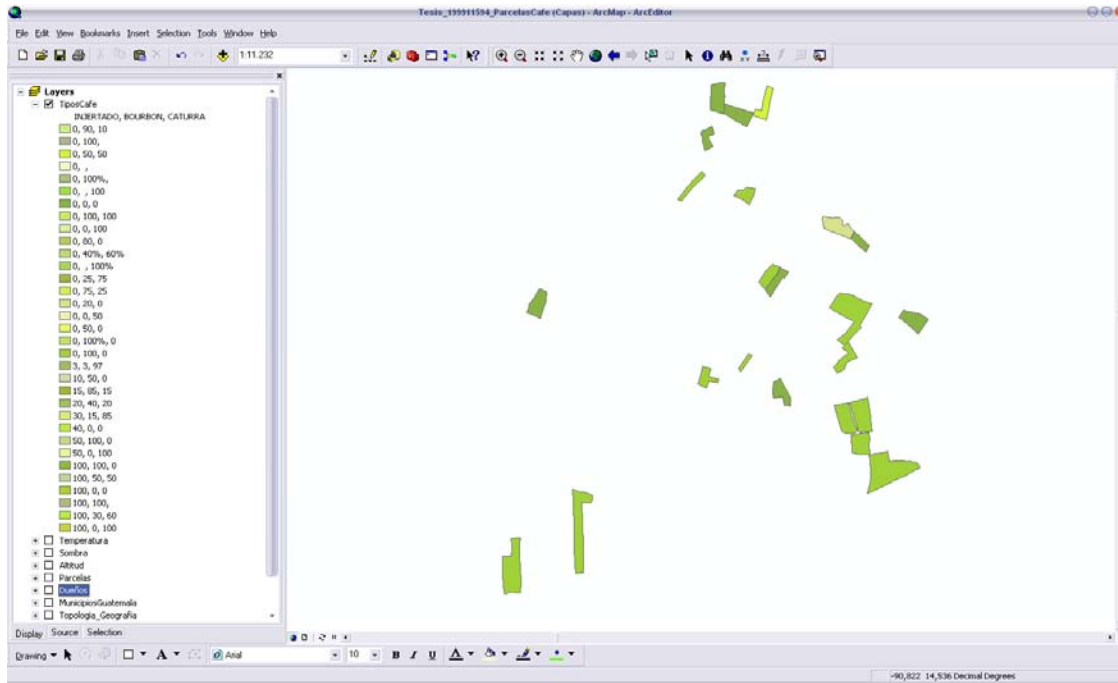 Tesis_199911594_ParcelasCafe (Capas) - ArcMap - ArcEditor
File Edit View Bookmarks Insert Selection Tools Window Help
1:11.232
Layers
TiposCafe
INJERTADO, BOURBON, CATURRA
0, 90, 10
0, 100,
0, 50, 50
0, ,
0, 100%,
0, , 100
0, 0, 0
0, 100, 100
0, 0, 100
0, 80, 0
0, 40%, 60%
0, , 100%
0, 25, 75
0, 75, 25
0, 20, 0
0, 0, 50
0, 50, 0
0, 100%, 0
0, 100, 0
3, 3, 97
10, 50, 0
15, 85, 15
20, 40, 20
30, 15, 85
40, 0, 0
50, 100, 0
50, 0, 100
100, 100, 0
100, 50, 50
100, 0, 0
100, 100,
100, 30, 60
100, 0, 100
Temperatura
Sombra
Altitud
Parcelas
Dueños
MunicipiosGuatemala
Topologia_Geografia
Display Source Selection
Drawing A Arial 10 B I U A
-90,822 14,536 Decimal Degrees